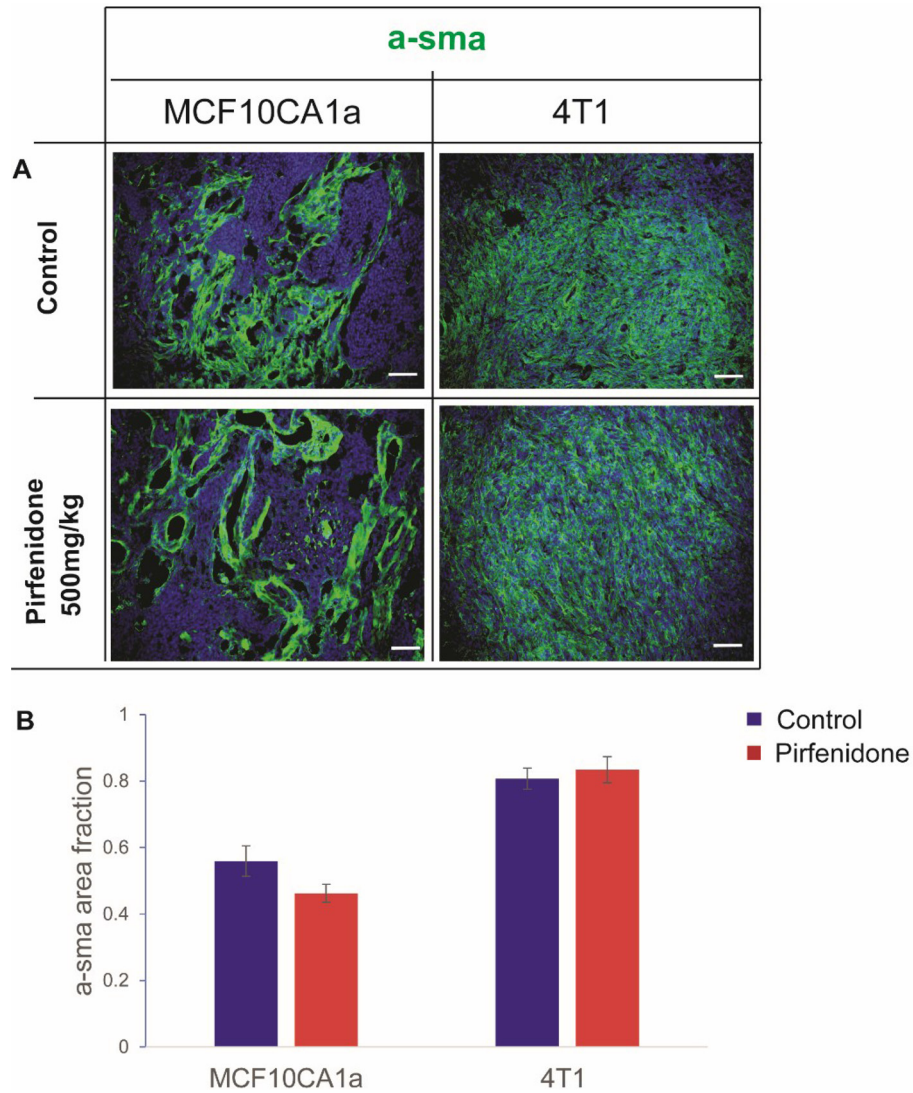 a-sma
MCF10CA1a
4T1
A
Control
Pirfenidone
500mg/kg
B
1
0.8
0.6
0.4
0.2
0
a-sma area fraction
MCF10CA1a
4T1
Control
Pirfenidone